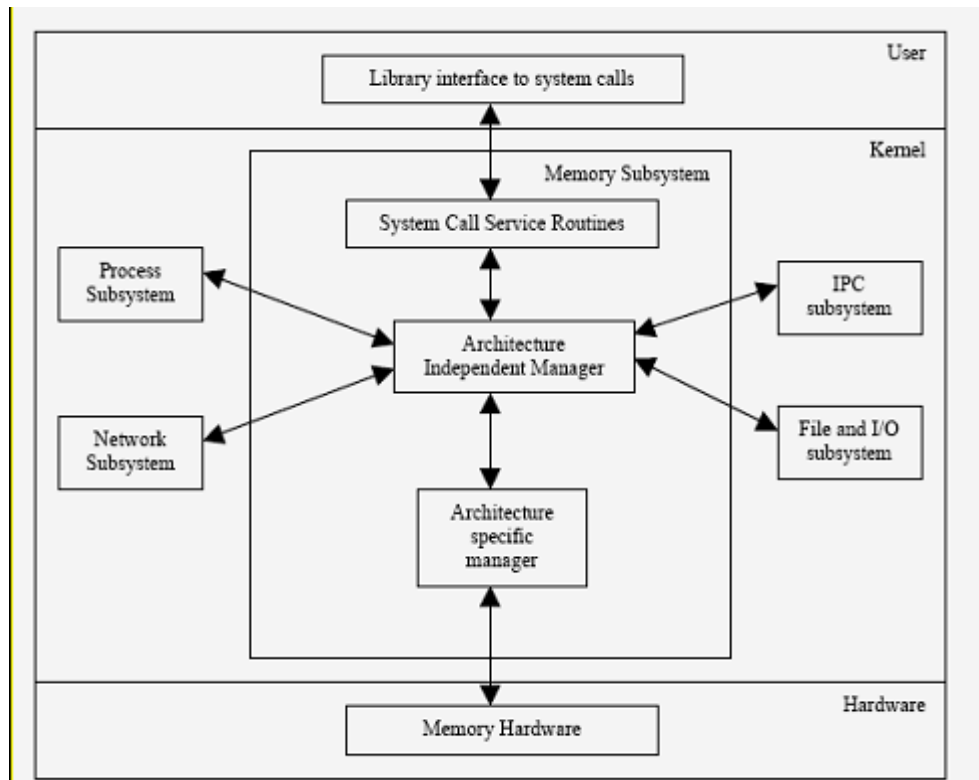 User
Library interface to system calls
Kernel
Memory Subsystem
System Call Service Routines
Process
Subsystem
IPC
subsystem
Architecture
Independent Manager
Network
Subsystem
File and I/O
subsystem
Architecture
specific
manager
Hardware
Memory Hardware